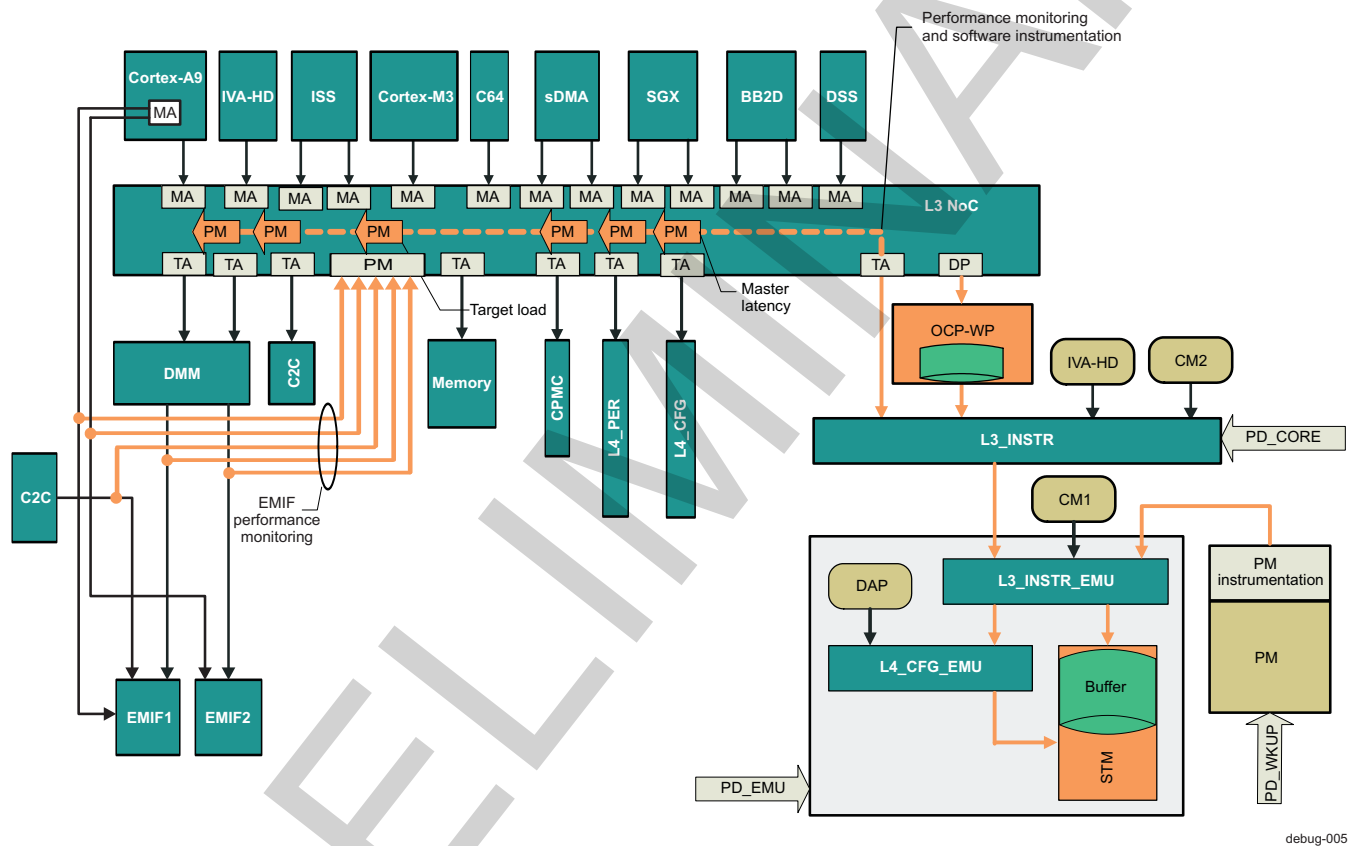 Performance monitoring
and software instrumentation
Cortex-A9
MA
IVA-HD
ISS
Cortex-M3
C64
sDMA
SGX
BB2D
DSS
MA
MA
MA
MA
MA
MA
MA
MA
MA
MA
MA
MA
MA
L3 NoC
PM
PM
PM
PM
PM
PM
TA
TA
TA
PM
TA
TA
TA
TA
TA
DP
Target load
Master
latency
DMM
C2C
Memory
CPMC
L4_PER
L4_CFG
OCP-WP
IVA-HD
CM2
L3_INSTR
PD_CORE
C2C
EMIF
performance
monitoring
CM1
EMIF1
EMIF2
DAP
L3_INSTR_EMU
L4_CFG_EMU
Buffer
STM
PM
instrumentation
PM
PD_EMU
PD_WKUP
debug-005
ELIMINA